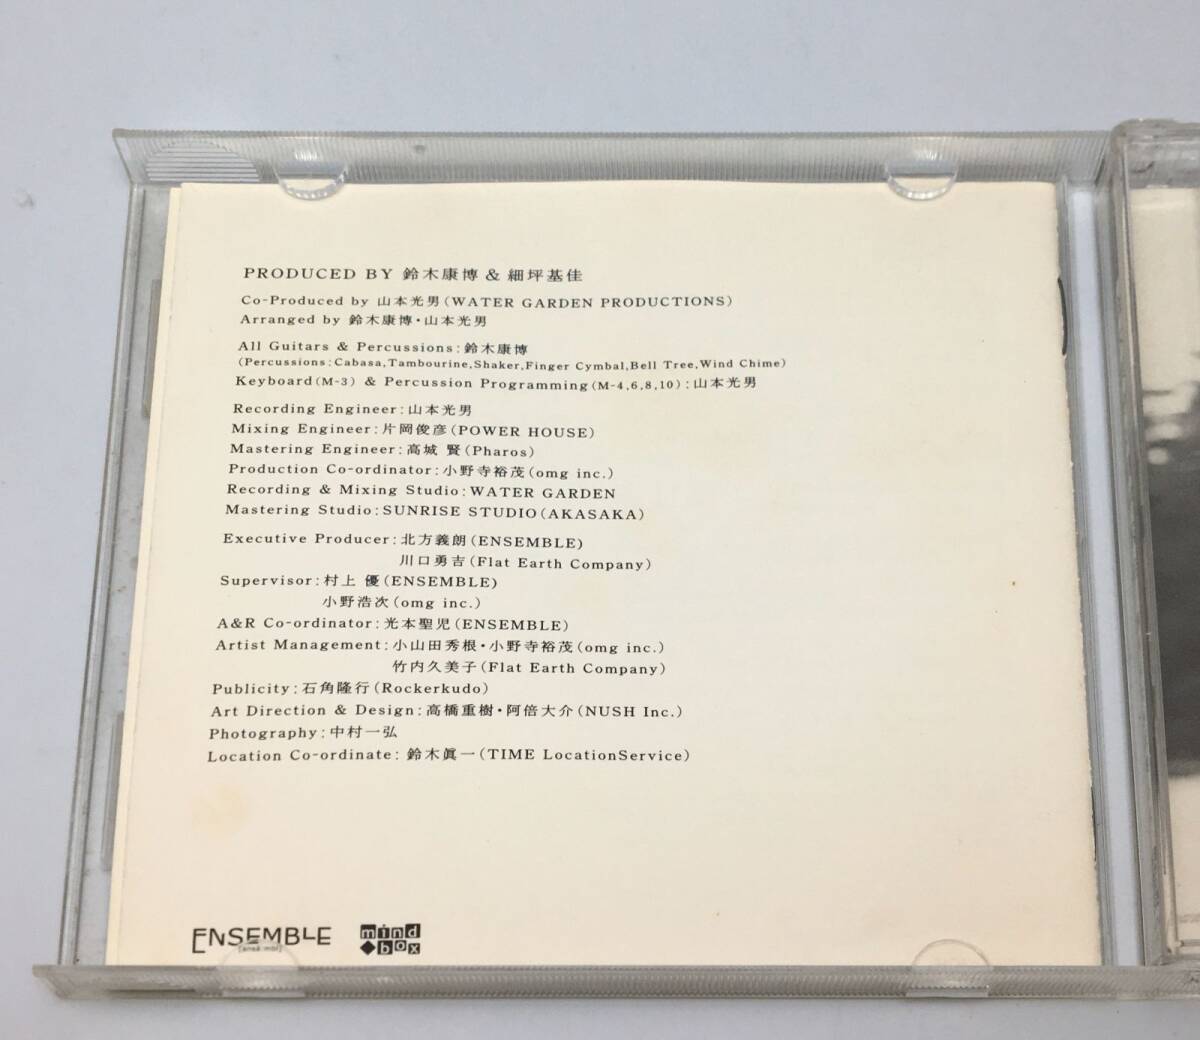 PRODUCED BY 鈴木康博 & 細坪基佳
Co-Produced by 山本光男(WATER GARDEN PRODUCTIONS)
Arranged by 鈴木康博・山本光男
All Guitars & Percussions:鈴木康博
(Percussions:Cabasa,Tambourine,Shaker,Finger Cymbal,Bell Tree,Wind Chime)
Keyboard(M-3) & Percussion Programming(M-4,6,8,10):山本光男
Recording Engineer:山本光男
Mixing Engineer:片岡俊彦(POWER HOUSE)
Mastering Engineer:高城 賢(Pharos)
Production Co-ordinator:小野寺裕茂(omg inc.)
Recording & Mixing Studio:WATER GARDEN
Mastering Studio:SUNRISE STUDIO(AKASAKA)
Executive Producer:北方義朗(ENSEMBLE)
川口勇吉(Flat Earth Company)
Supervisor:村上 優(ENSEMBLE)
小野浩次(omg inc.)
A&R Co-ordinator:光本聖児(ENSEMBLE)
Artist Management:小山田秀根・小野寺裕茂(omg inc.)
竹内久美子(Flat Earth Company)
Publicity:石角隆行(Rockerkudo)
Art Direction & Design:高橋重樹・阿倍大介(NUSH Inc.)
Photography:中村一弘
Location Co-ordinate:鈴木眞一(TIME LocationService)
ENSEMBLE
mind
box